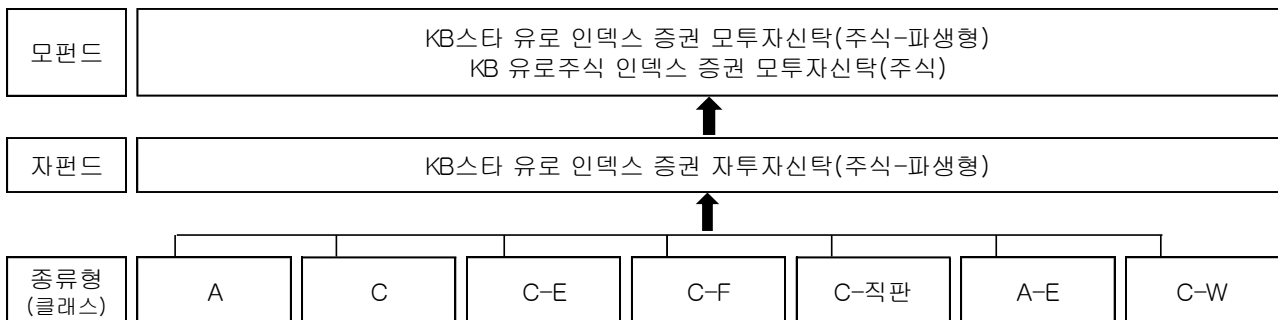 모펀드
KB스타 유로 인덱스 증권 모투자신탁(주식-파생형)
KB 유로주식 인덱스 증권 모투자신탁(주식)
자펀드
KB스타 유로 인덱스 증권 자투자신탁(주식-파생형)
종류형
(클래스)
A
C
C-E
C-F
C-직판
A-E
C-W